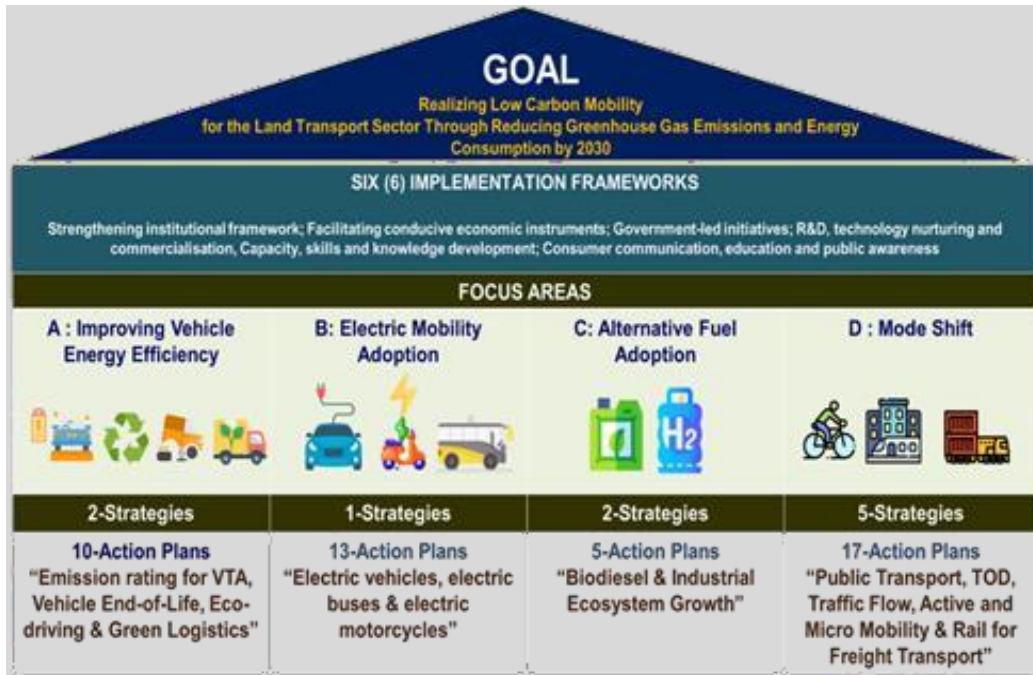 GOAL
Realizing Low Carbon Mobility
for the Land Transport Sector Through Reducing Greenhouse Gas Emissions and Energy
Consumption by 2030
SIX (6) IMPLEMENTATION FRAMEWORKS
Strengthening institutional framework; Facilitating conducive economic instruments; Government-led initiatives; R&D, technology nurturing and
commercialisation, Capacity, skills and knowledge development; Consumer communication, education and public awareness
FOCUS AREAS
A : Improving Vehicle
Energy Efficiency
B: Electric Mobility
Adoption
C: Alternative Fuel
Adoption
D : Mode Shift
H2
2-Strategies
1-Strategies
2-Strategies
5-Strategies
10-Action Plans
“Emission rating for VTA,
Vehicle End-of-Life, Eco-
driving & Green Logistics”
13-Action Plans
“Electric vehicles, electric
buses & electric
motorcycles”
5-Action Plans
“Biodiesel & Industrial
Ecosystem Growth”
17-Action Plans
“Public Transport, TOD,
Traffic Flow, Active and
Micro Mobility & Rail for
Freight Transport”